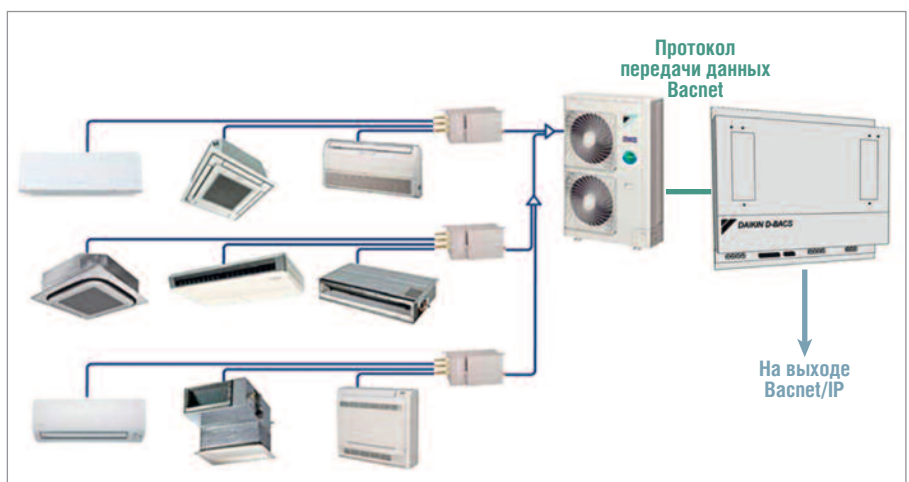 Протокол
передачи данных
Bacnet
DAIKIN D-BACS
На выходе
Bacnet/IP